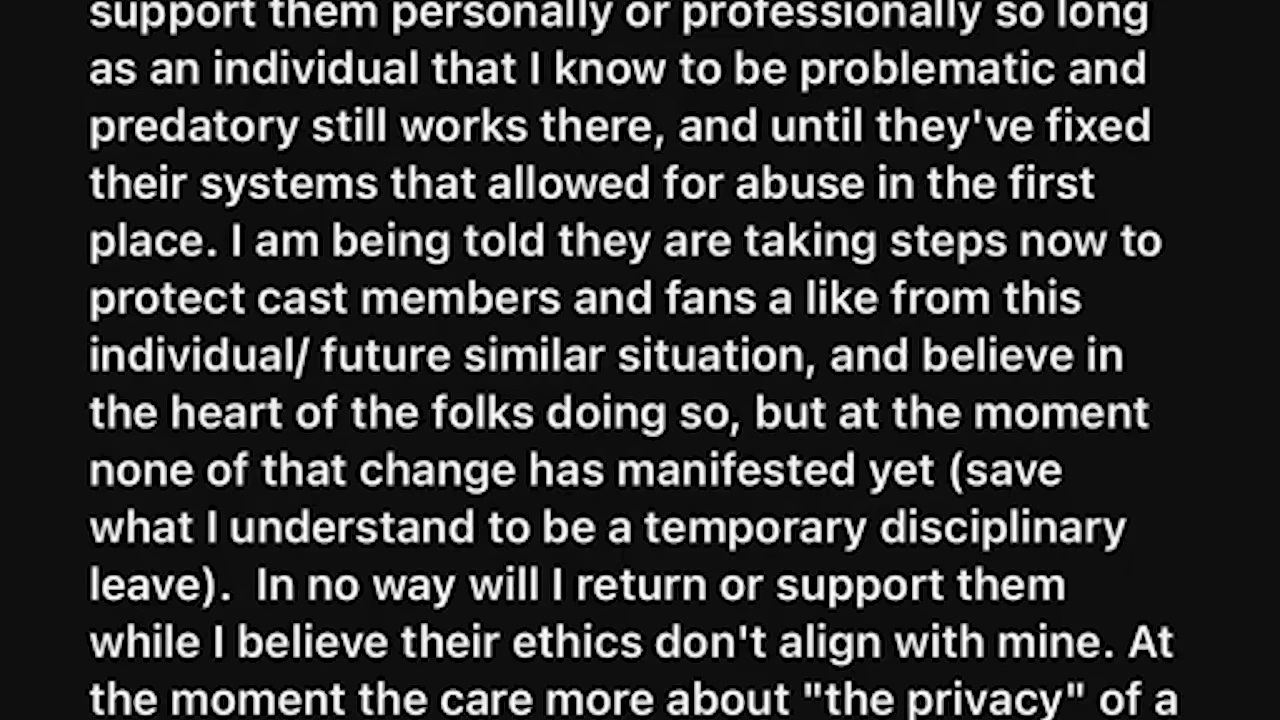 support them personally or professionally so long
as an individual that I know to be problematic and
predatory still works there, and until they've fixed
their systems that allowed for abuse in the first
place. I am being told they are taking steps now to
protect cast members and fans a like from this
individual/ future similar situation, and believe in
the heart of the folks doing so, but at the moment
none of that change has manifested yet (save
what I understand to be a temporary disciplinary
leave).  In no way will I return or support them
while I believe their ethics don't align with mine. At
the moment the care more about "the privacy" of a